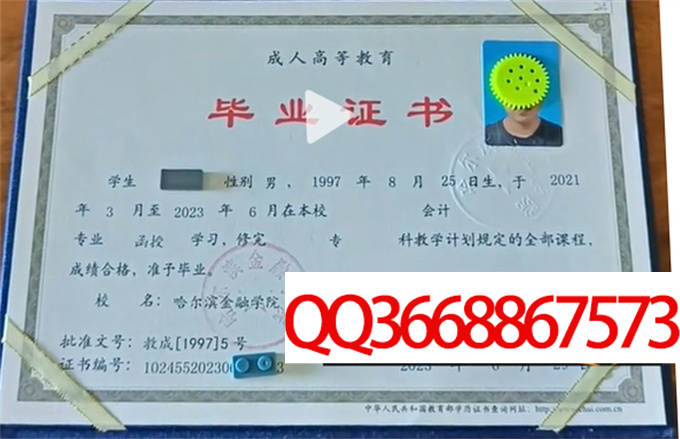 成人高等教育
毕业证书
学生 性别 男 ,1997 年 8 月 25 日生,于 2021
年 3 月至 2023 年 6 月在本校 会计
专业 函授 学习,修完 专 科教学计划规定的全部课程,
成绩合格,准予毕业。
校 名:哈尔滨金融学院
QQ3668867573
批准文号:教成[1997]5 号
证书编号:1024552023
中华人民共和国教育部学历证书查询网址: